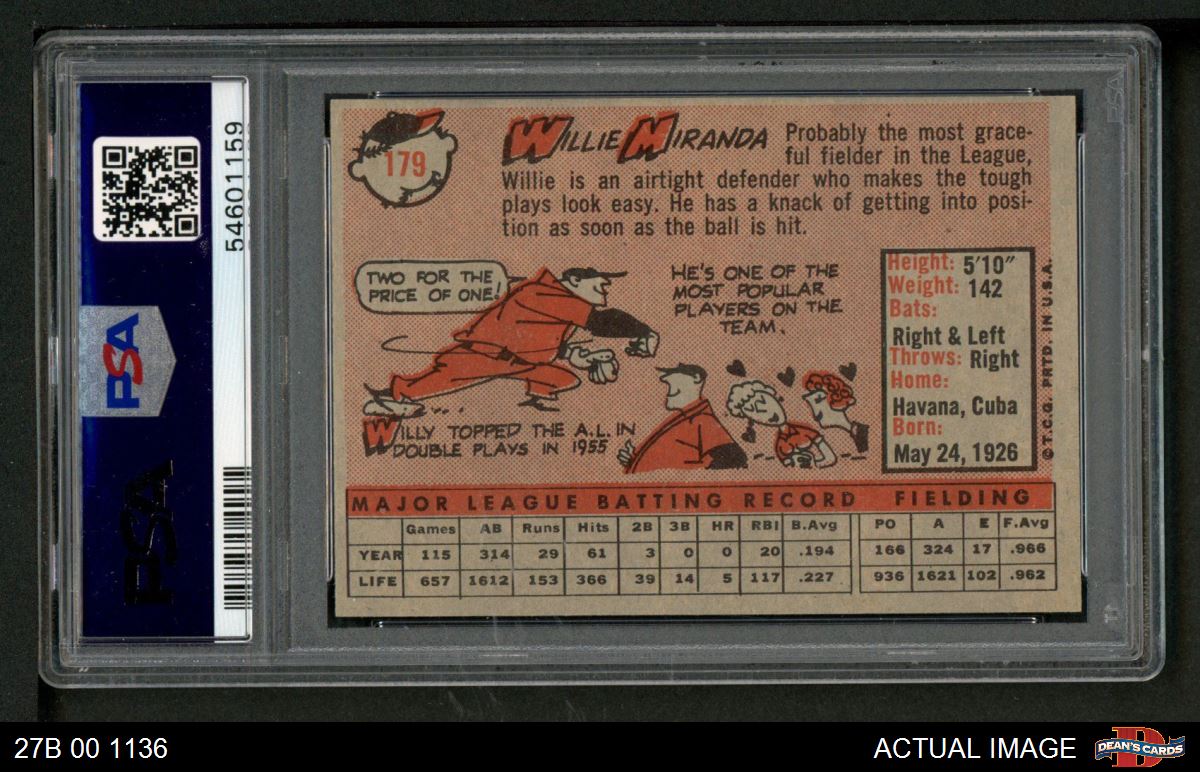 54601159
PSA
PSA
179
WILLIE MIRANDA
Probably the most grace-
ful fielder in the League,
Willie is an airtight defender who makes the tough
plays look easy. He has a knack of getting into posi-
tion as soon as the ball is hit.
TWO FOR THE
PRICE OF ONE!
HE'S ONE OF THE
MOST POPULAR
PLAYERS ON THE
TEAM.
WILLY TOPPED THE A.L. IN
DOUBLE PLAYS IN 1955
Height: 5'10"
Weight: 142
Bats:
Right & Left
Throws: Right
Home:
Havana, Cuba
Born:
May 24, 1926
© T.C.G. PRTD. IN U.S.A.
MAJOR LEAGUE BATTING RECORD FIELDING
Games AB Runs Hits 2B 3B HR RBI B.Avg PO A E F.Avg
YEAR 115 314 29 61 3 0 0 20 .194 166 324 17 .966
LIFE 657 1612 153 366 39 14 5 117 .227 936 1621 102 .962
27B 00 1136
ACTUAL IMAGE
DEAN'S CARDS